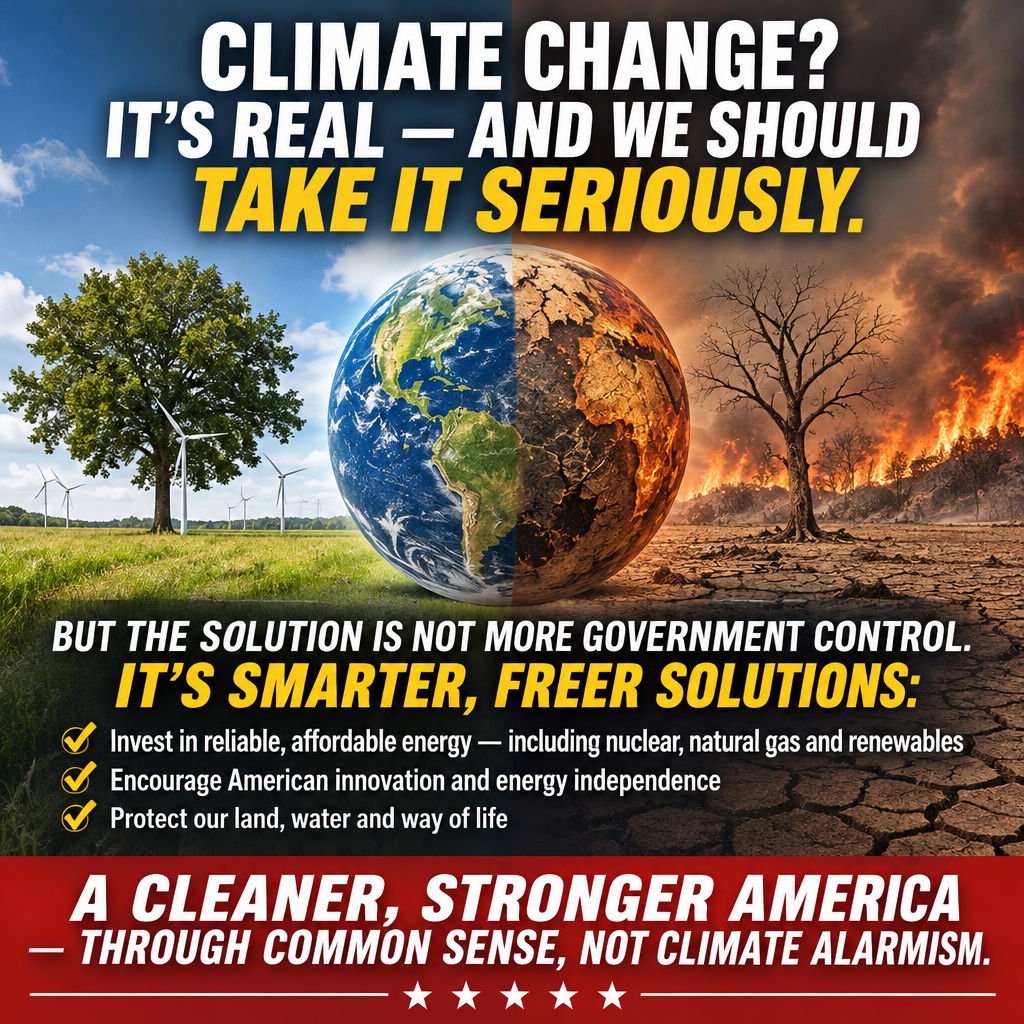 CLIMATE CHANGE?
IT'S REAL — AND WE SHOULD
TAKE IT SERIOUSLY.
BUT THE SOLUTION IS NOT MORE GOVERNMENT CONTROL.
IT'S SMARTER, FREER SOLUTIONS:
Invest in reliable, affordable energy — including nuclear, natural gas and renewables
Encourage American innovation and energy independence
Protect our land, water and way of life
A CLEANER, STRONGER AMERICA
— THROUGH COMMON SENSE, NOT CLIMATE ALARMISM.